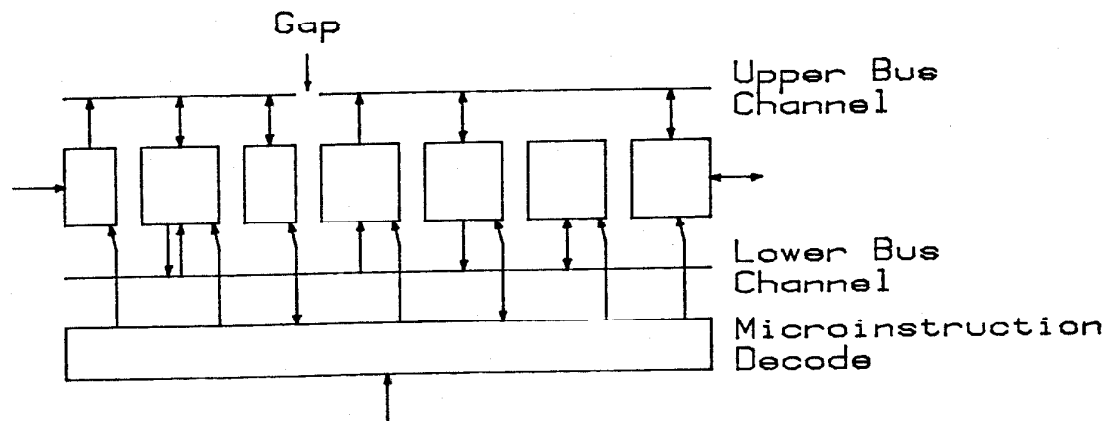 Gap
Upper Bus
Channel
Lower Bus
Channel
Microinstruction
Decode